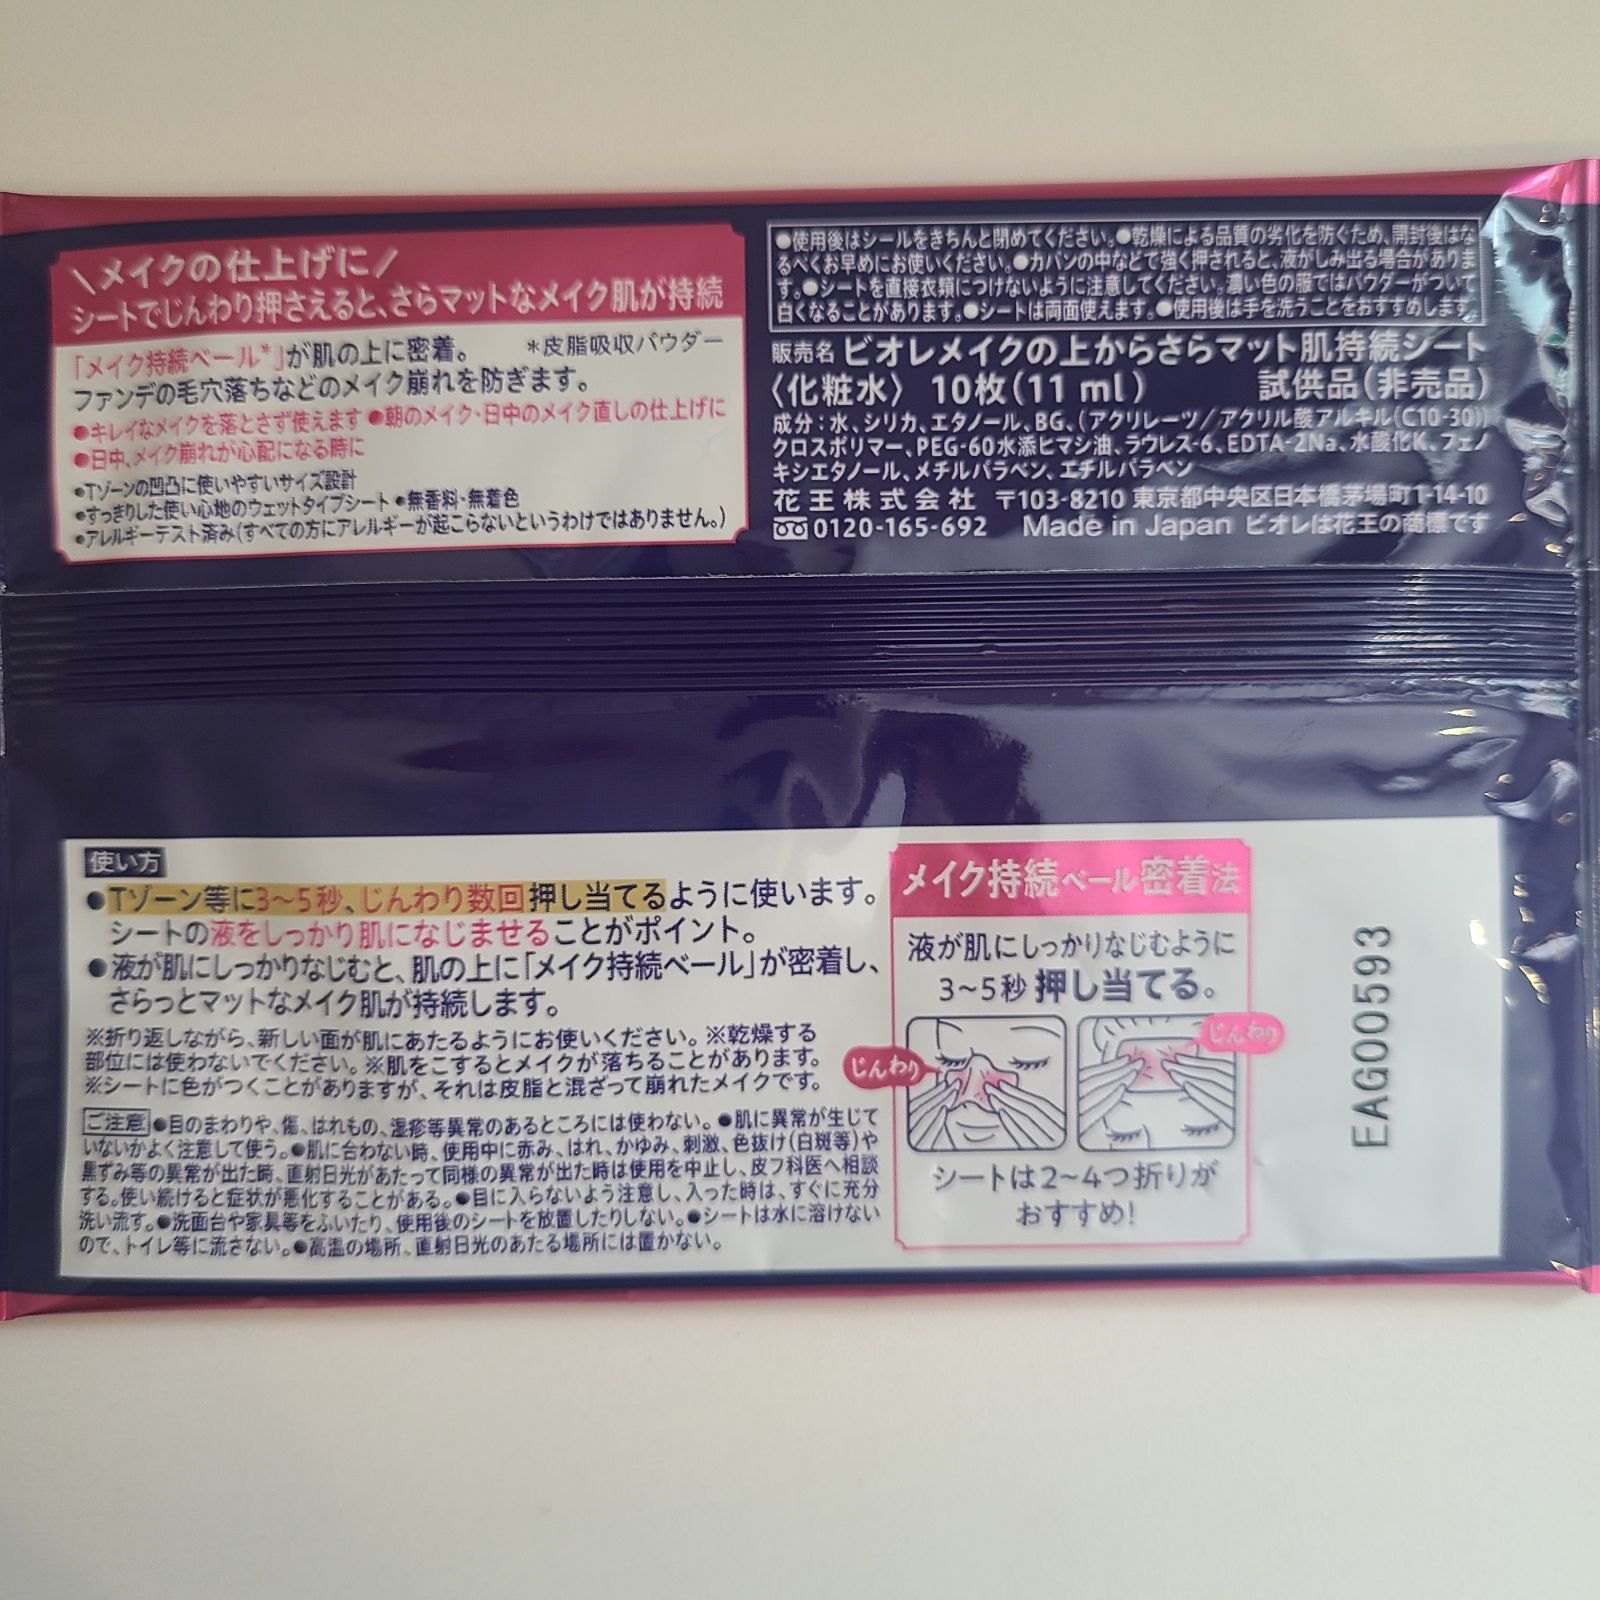 \メイクの仕上げに/
シートでじんわり押さえると、さらマットなメイク肌が持続
「メイク持続ベール*」が肌の上に密着。 *皮脂吸収パウダー
ファンデの毛穴落ちなどのメイク崩れを防ぎます。
●キレイなメイクを落とさず使えます ●朝のメイク・日中のメイク直しの仕上げに
●日中、メイク崩れが心配になる時に
●Tゾーンの凹凸に使いやすいサイズ設計
●すっきりした使い心地のウェットタイプシート ●無香料・無着色
●アレルギーテスト済み(すべての方にアレルギーが起こらないというわけではありません。)
●使用後はシールをきちんと閉めてください。●乾燥による品質の劣化を防ぐため、開封後はな
るべくお早めにお使いください。●カバンの中などで強く押されると、液がしみ出る場合がありま
す。●シートを直接衣類につけないように注意してください。濃い色の服ではパウダーがついて
白くなることがあります。●シートは両面使えます。●使用後は手を洗うことをおすすめします。
販売名 ビオレメイクの上からさらマット肌持続シート
〈化粧水〉 10枚(11 ml) 試供品(非売品)
成分:水、シリカ、エタノール、BG、(アクリレーツ/アクリル酸アルキル(C10-30))
クロスポリマー、PEG-60水添ヒマシ油、ラウレス-6、EDTA-2Na、水酸化K、フェノ
キシエタノール、メチルパラベン、エチルパラベン
花王株式会社 〒103-8210 東京都中央区日本橋茅場町1-14-10
0120-165-692 Made in Japan ビオレは花王の商標です
使い方
●Tゾーン等に3~5秒、じんわり数回押し当てるように使います。
シートの液をしっかり肌になじませることがポイント。
●液が肌にしっかりなじむと、肌の上に「メイク持続ベール」が密着し、
さらっとマットなメイク肌が持続します。
※折り返しながら、新しい面が肌にあたるようにお使いください。※乾燥する
部位には使わないでください。※肌をこするとメイクが落ちることがあります。
※シートに色がつくことがありますが、それは皮脂と混ざって崩れたメイクです。
ご注意 ●目のまわりや、傷、はれもの、湿疹等異常のあるところには使わない。●肌に異常が生じて
いないかよく注意して使う。●肌に合わない時、使用中に赤み、はれ、かゆみ、刺激、色抜け(白斑等)や
黒ずみ等の異常が出た時、直射日光があたって同様の異常が出た時は使用を中止し、皮フ科医へ相談
する。使い続けると症状が悪化することがある。●目に入らないよう注意し、入った時は、すぐに充分
洗い流す。●洗面台や家具等をふいたり、使用後のシートを放置したりしない。●シートは水に溶けない
ので、トイレ等に流さない。●高温の場所、直射日光のあたる場所には置かない。
メイク持続ベール密着法
液が肌にしっかりなじむように
3~5秒 押し当てる。
じんわり
じんわり
シートは2~4つ折りが
おすすめ!
EAG00593